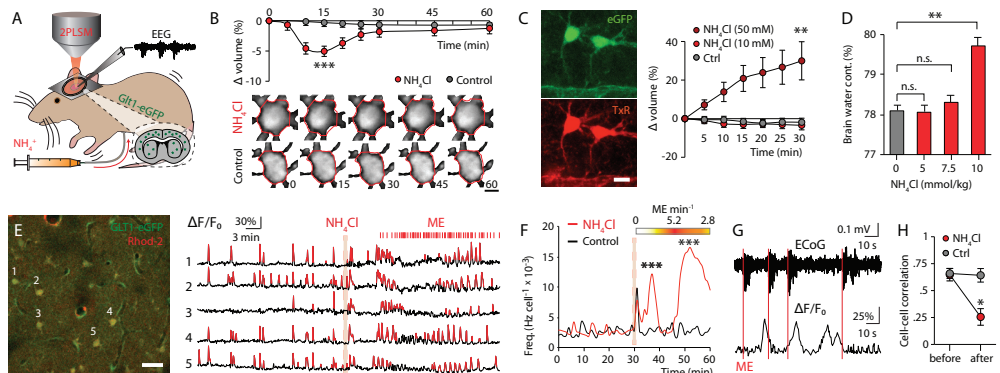 A
2PLSM
EEG
Glt1-eGFP
NH₄⁺
B
Δ volume (%)
0
-5
-10
0
15
30
45
60
Time (min)
***
NH₄Cl
Control
NH₄Cl
Control
0
15
30
45
60
C
eGFP
TxR
NH₄Cl (50 mM)
NH₄Cl (10 mM)
Ctrl
**
Δ volume (%)
40
30
20
10
0
-10
-20
5
10
15
20
25
30
Time (min)
D
**
n.s.
n.s.
Brain water cont. (%)
80
79
78
77
0
5
7.5
10
NH₄Cl (mmol/kg)
E
GLT1-eGFP
Rhod-2
1
2
3
4
5
ΔF/F₀
30%
3 min
NH₄Cl
ME
1
2
3
4
5
F
NH₄Cl
Control
ME min⁻¹
0
5.2
2.8
***
***
Freq. (Hz cell⁻¹ x 10⁻³)
20
15
10
5
0
0
10
20
30
40
50
60
Time (min)
G
0.1 mV
10 s
ECoG
ΔF/F₀
25%
10 s
ME
H
NH₄Cl
Ctrl
Cell-cell correlation
1
.75
.5
.25
0
*
before
after